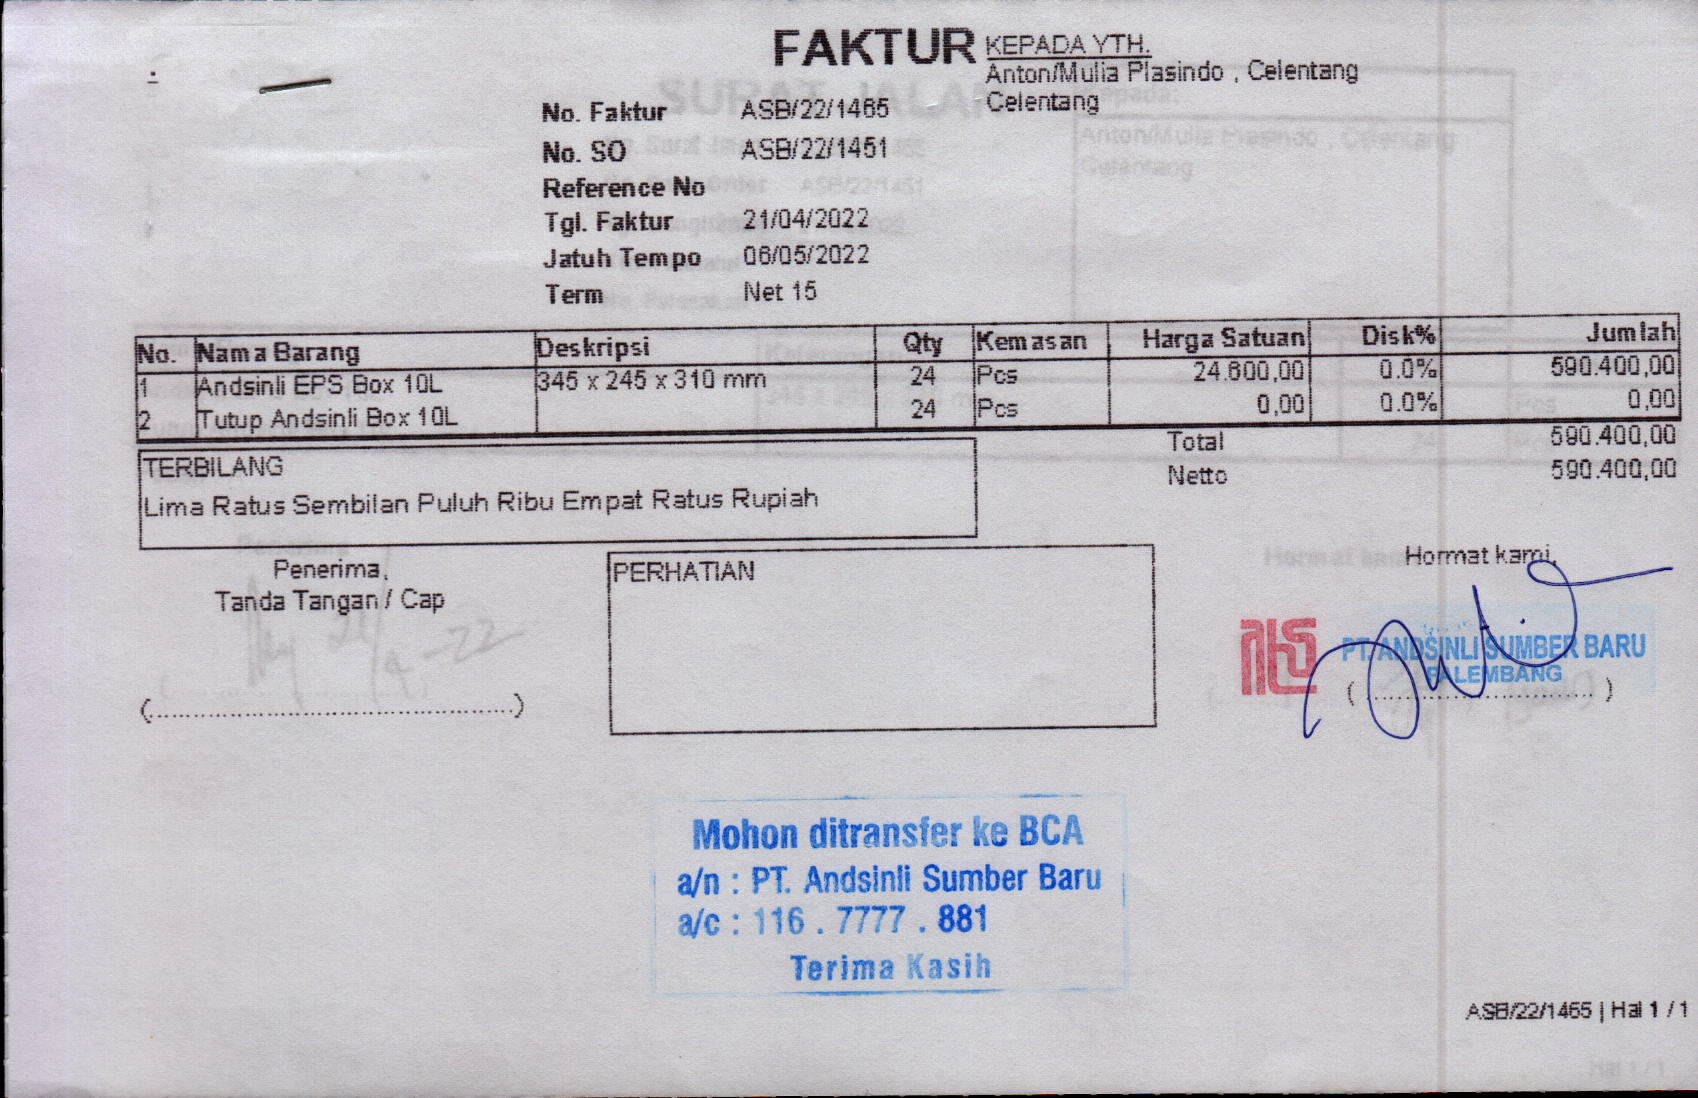 FAKTUR
KEPADA YTH.
Anton/Mulia Plasindo , Celentang
Celentang
No. Faktur ASB/22/1465
No. SO ASB/22/1451
Reference No
Tgl. Faktur 21/04/2022
Jatuh Tempo 06/05/2022
Term Net 15
No. Nama Barang Deskripsi Qty Kemasan Harga Satuan Disk% Jumlah
1 Andsinli EPS Box 10L 345 x 245 x 310 mm 24 Pcs 24.600,00 0.0% 590.400,00
2 Tutup Andsinli Box 10L 24 Pcs 0,00 0.0% 0,00
Total 590.400,00
Netto 590.400,00
TERBILANG
Lima Ratus Sembilan Puluh Ribu Empat Ratus Rupiah
Penerima,
Tanda Tangan / Cap
PERHATIAN
Hormat kami,
PT. ANDSINLI SUMBER BARU
PALEMBANG
(................................................)
(................................)
Mohon ditransfer ke BCA
a/n : PT. Andsinli Sumber Baru
a/c : 116 . 7777 . 881
Terima Kasih
ASB/22/1465 | Hal 1 / 1